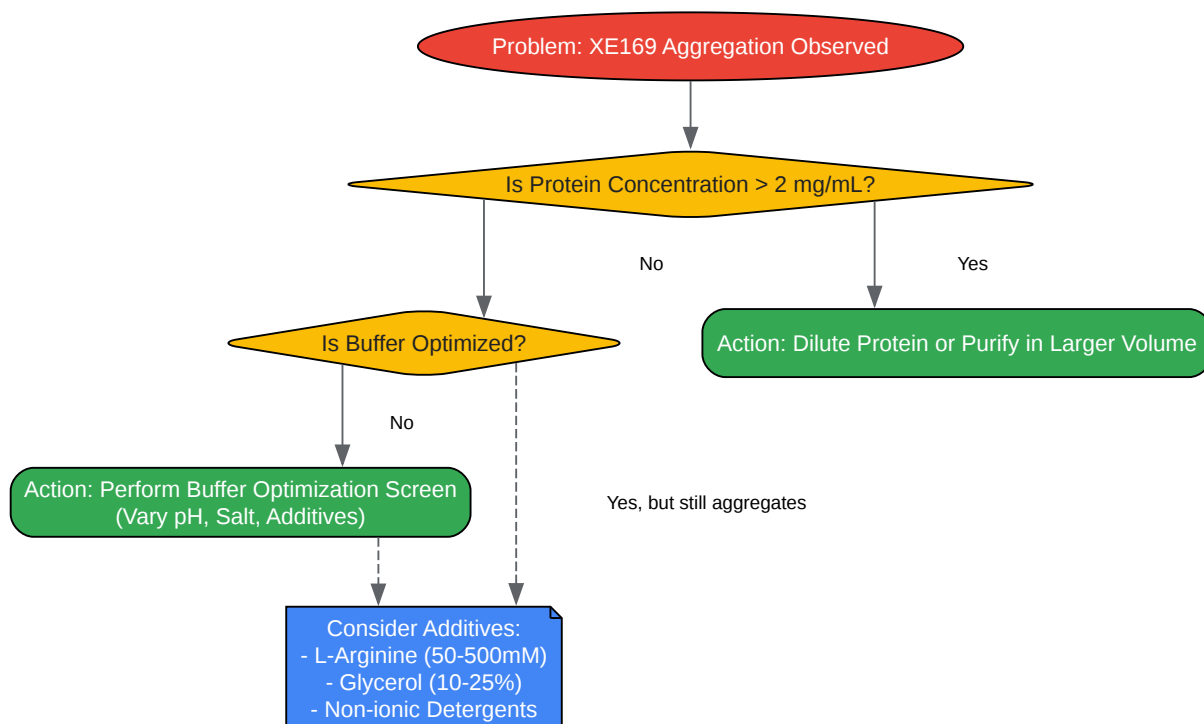 Problem: XE169 Aggregation Observed
Is Protein Concentration > 2 mg/mL?
No
Yes
Is Buffer Optimized?
Action: Dilute Protein or Purify in Larger Volume
No
Action: Perform Buffer Optimization Screen
(Vary pH, Salt, Additives)
Yes, but still aggregates
Consider Additives:
- L-Arginine (50-500mM)
- Glycerol (10-25%)
- Non-ionic Detergents